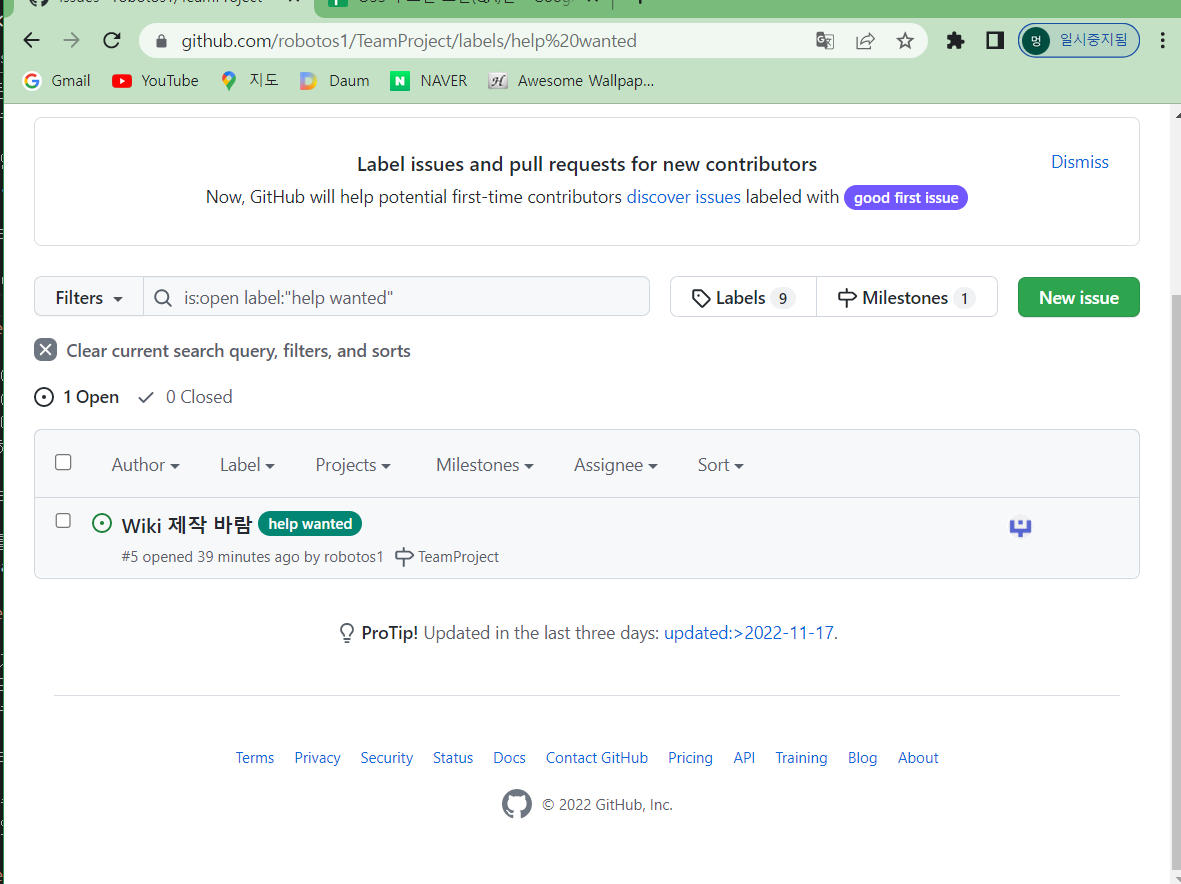 github.com/robotos1/TeamProject/labels/help%20wanted
멍 일시중지됨
Gmail YouTube 지도 Daum NAVER Awesome Wallpap...
Label issues and pull requests for new contributors
Dismiss
Now, GitHub will help potential first-time contributors discover issues labeled with good first issue
Filters is:open label:"help wanted" Labels 9 Milestones 1 New issue
Clear current search query, filters, and sorts
1 Open 0 Closed
Author Label Projects Milestones Assignee Sort
Wiki 제작 바람 help wanted
#5 opened 39 minutes ago by robotos1 TeamProject
ProTip! Updated in the last three days: updated:>2022-11-17.
Terms Privacy Security Status Docs Contact GitHub Pricing API Training Blog About
© 2022 GitHub, Inc.